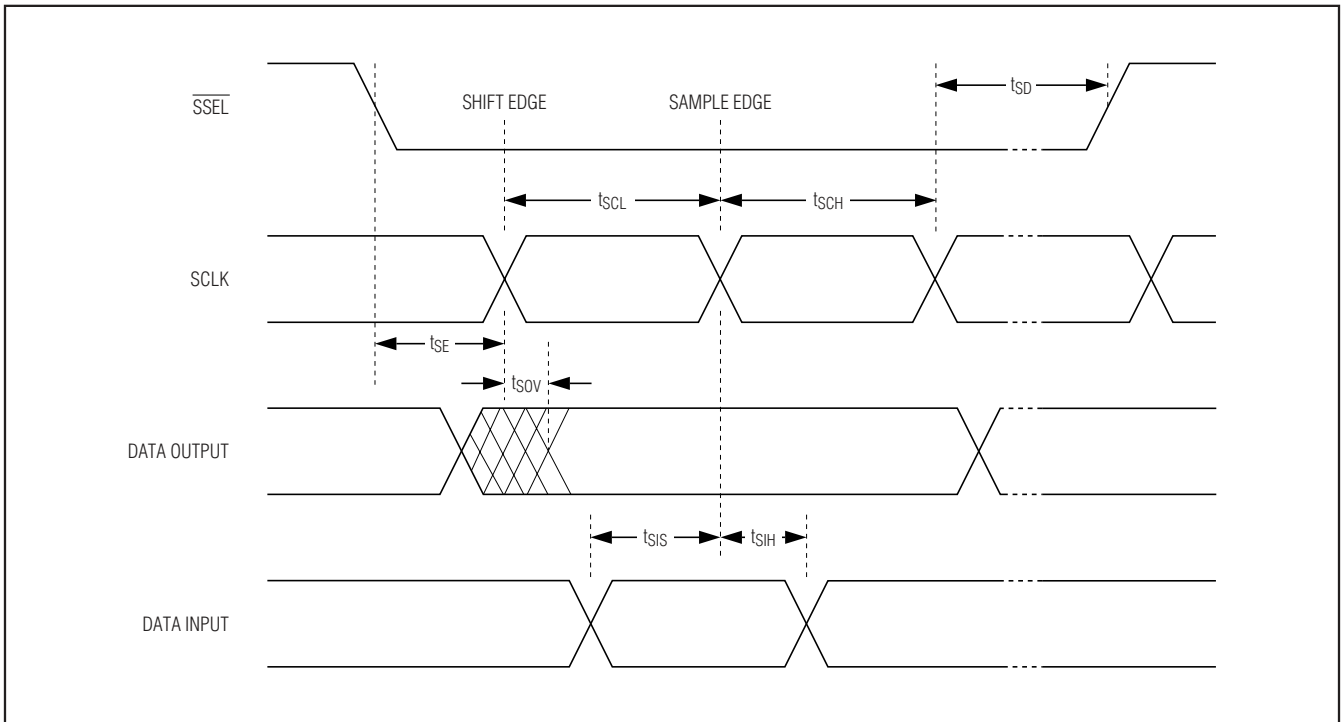 SSEL
SHIFT EDGE
SAMPLE EDGE
tSD
tSCL
tSCH
SCLK
tSE
tSOV
DATA OUTPUT
tSIS
tSIH
DATA INPUT